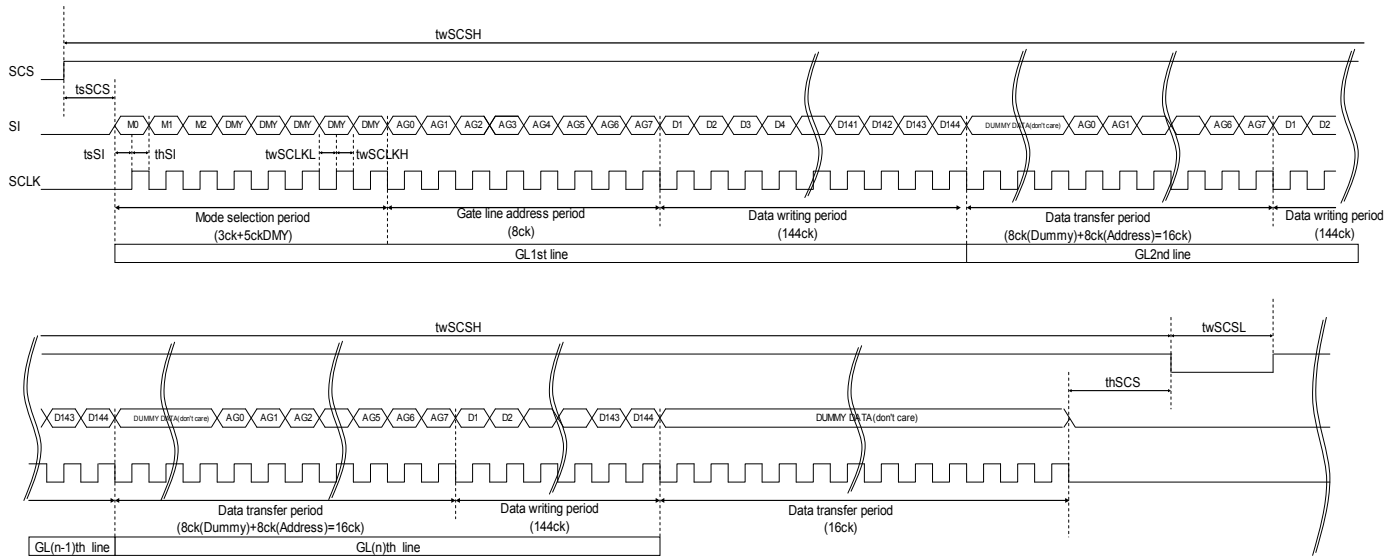 twSCSH
SCS
tsSCS
SI M0 M1 M2 DMY DMY DMY DMY DMY AG0 AG1 AG2 AG3 AG4 AG5 AG6 AG7 D1 D2 D3 D4 D141 D142 D143 D144 DUMMY DATA(don't care) AG0 AG1 AG6 AG7 D1 D2
tsSI thSI twSCLKL twSCLKH
SCLK
Mode selection period
(3ck+5ckDMY)
Gate line address period
(8ck)
Data writing period
(144ck)
Data transfer period
(8ck(Dummy)+8ck(Address)=16ck)
Data writing period
(144ck)
GL1st line GL2nd line
twSCSH twSCSL
thSCS
D143 D144 DUMMY DATA(don't care) AG0 AG1 AG2 AG5 AG6 AG7 D1 D2 D143 D144 DUMMY DATA(don't care)
Data transfer period
(8ck(Dummy)+8ck(Address)=16ck)
Data writing period
(144ck)
Data transfer period
(16ck)
GL(n-1)th line GL(n)th line